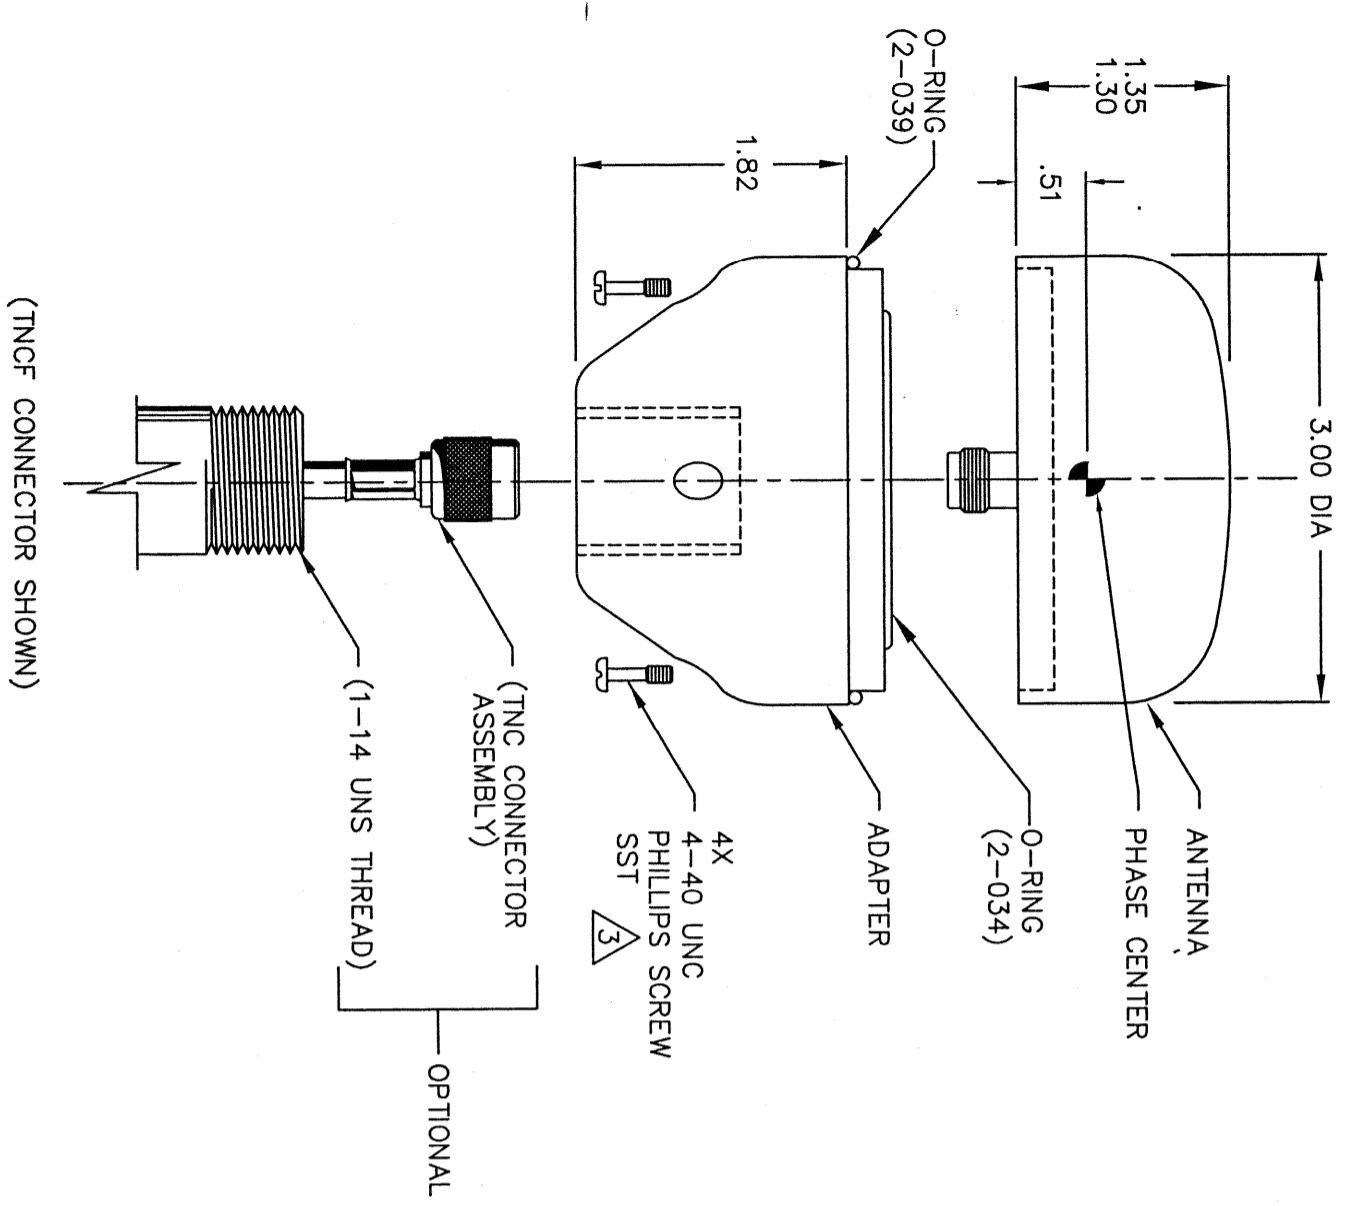 3.00 DIA
1.35
1.30
.51
ANTENNA
PHASE CENTER
O-RING
(2-034)
O-RING
(2-039)
1.82
ADAPTER
4X
4-40 UNC
PHILLIPS SCREW
SST
3
(TNC CONNECTOR
ASSEMBLY)
(1-14 UNS THREAD)
OPTIONAL
(TNCF CONNECTOR SHOWN)